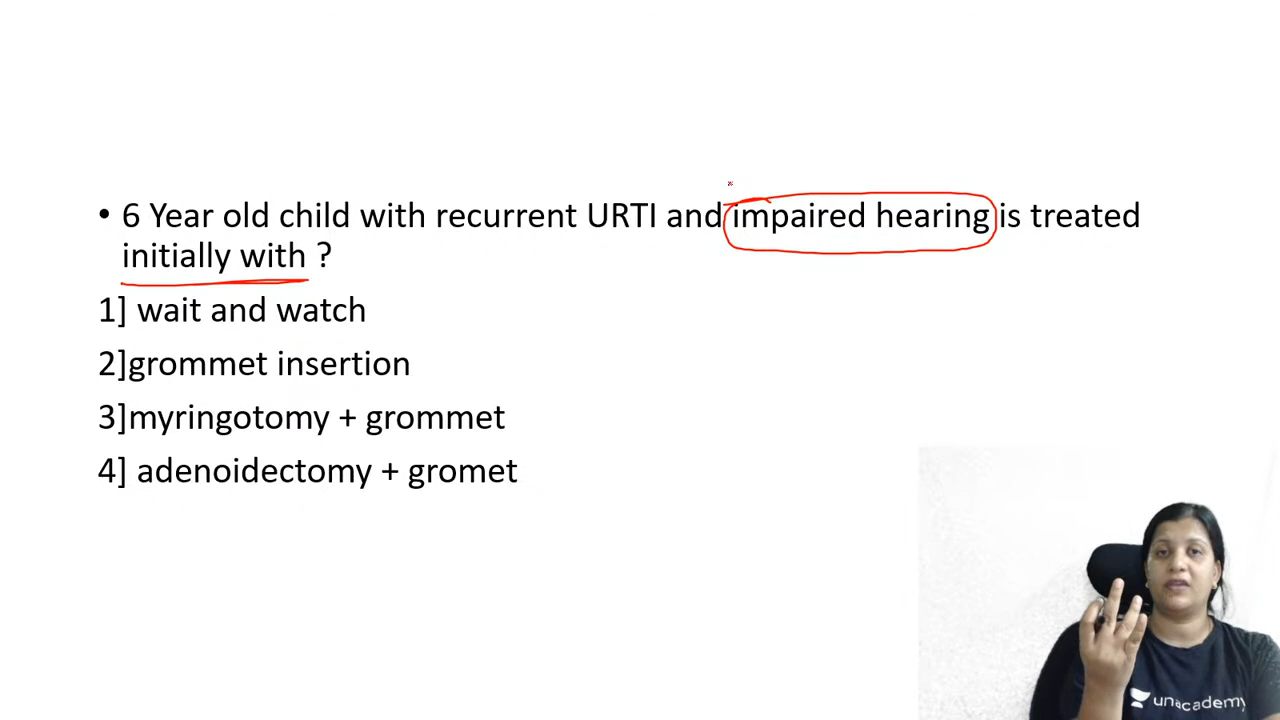 • 6 Year old child with recurrent URTI and impaired hearing is treated
initially with ?
1] wait and watch
2]grommet insertion
3]myringotomy + grommet
4] adenoidectomy + gromet
unacademy